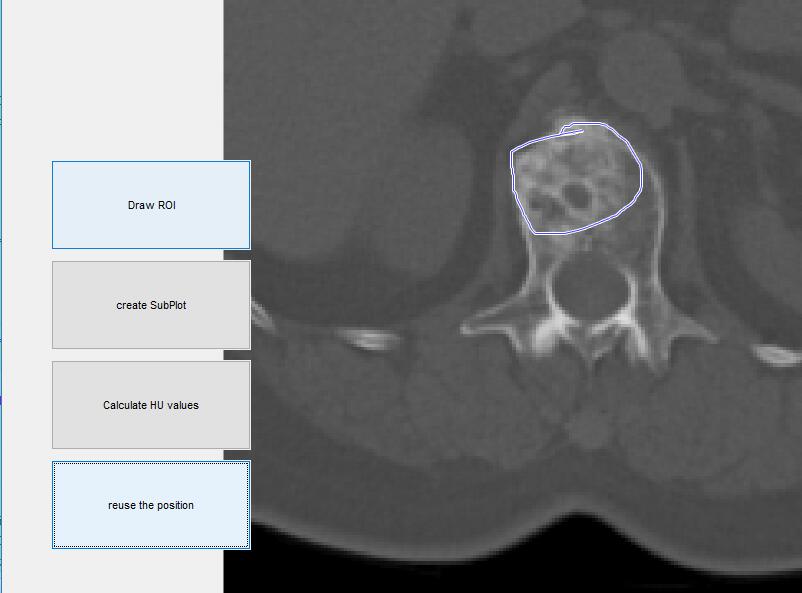 Draw ROI
create SubPlot
Calculate HU values
reuse the position